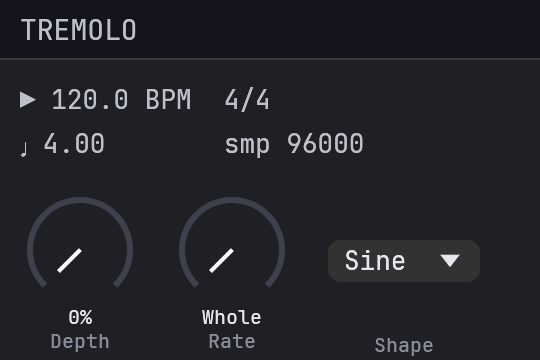 TREMOLO
▶ 120.0 BPM 4/4
♩ 4.00 smp 96000
Sine ▼
0% Whole
Depth Rate Shape